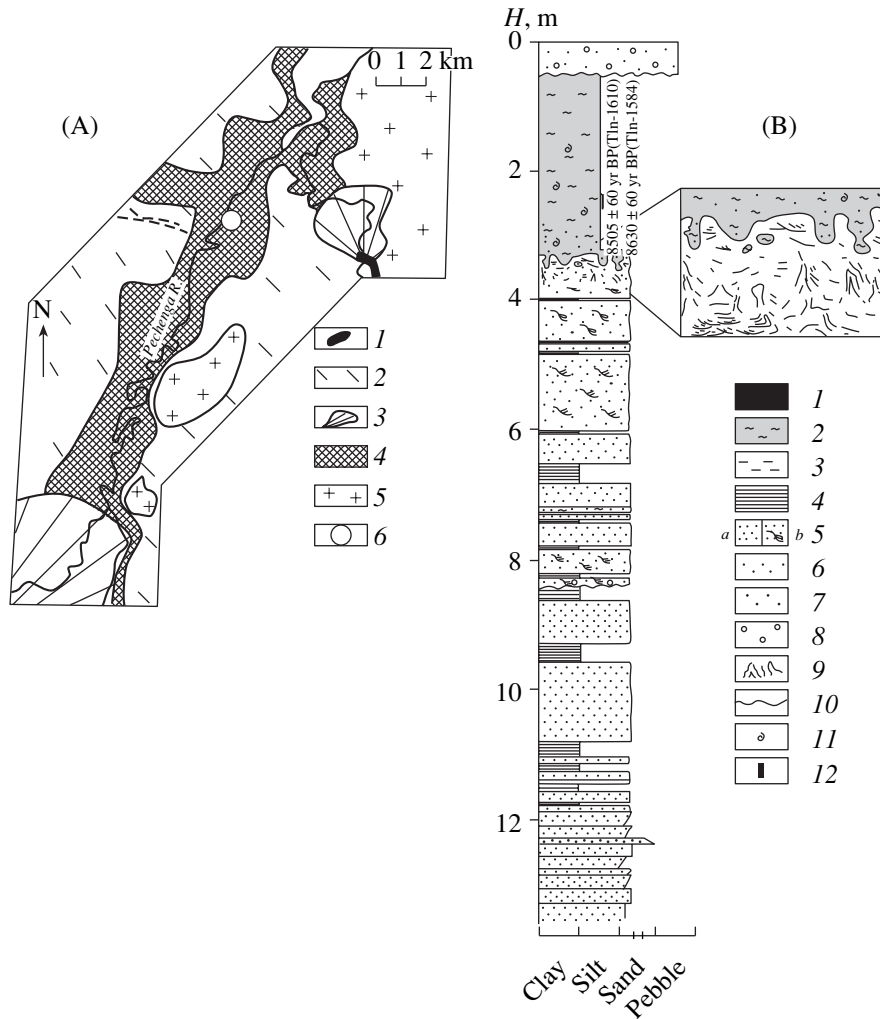 (A)
0 1 2 km
N
Pechenga R.
1
2
3
4
5
6
H, m
0
2
4
6
8
10
12
8505 ± 60 yr BP(Tln-1610)
8630 ± 60 yr BP(Tln-1584)
Clay
Silt
Sand
Pebble
(B)
1
2
3
4
a b 5
6
7
8
9
10
11
12